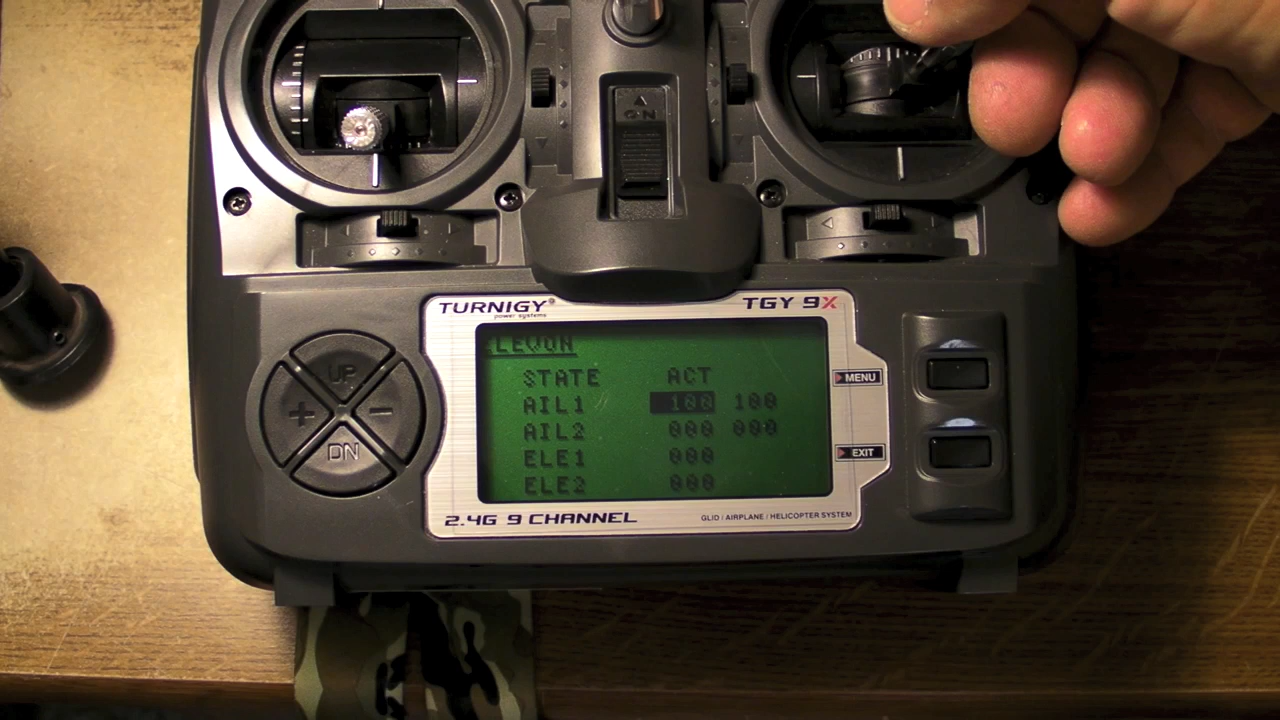 ON
TURNIGY®
power systems
TGY 9X
ELEVON
STATE ACT
AIL1 100 100
AIL2 000 000
ELE1 000
ELE2 000
UP
+ -
DN
MENU
EXIT
2.4G 9 CHANNEL
GLID / AIRPLANE / HELICOPTER SYSTEM